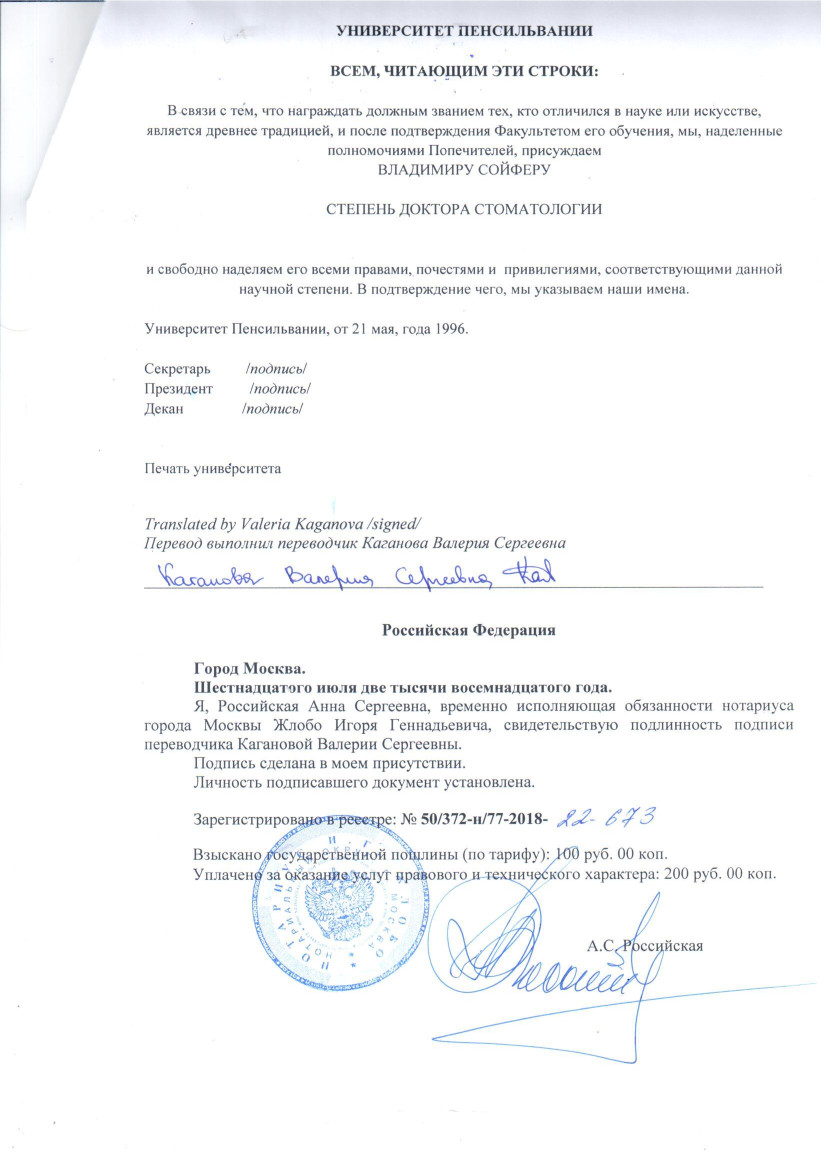 УНИВЕРСИТЕТ ПЕНСИЛЬВАНИИ
ВСЕМ, ЧИТАЮЩИМ ЭТИ СТРОКИ:
В связи с тем, что награждать должным званием тех, кто отличился в науке или искусстве,
является древнее традицией, и после подтверждения Факультетом его обучения, мы, наделенные
полномочиями Попечителей, присуждаем
ВЛАДИМИРУ СОЙФЕРУ
СТЕПЕНЬ ДОКТОРА СТОМАТОЛОГИИ
и свободно наделяем его всеми правами, почестями и привилегиями, соответствующими данной
научной степени. В подтверждение чего, мы указываем наши имена.
Университет Пенсильвании, от 21 мая, года 1996.
Секретарь /подпись/
Президент /подпись/
Декан /подпись/
Печать университета
Translated by Valeria Kaganova /signed/
Перевод выполнил переводчик Каганова Валерия Сергеевна
Каганова Валерия Сергеевна
Российская Федерация
Город Москва.
Шестнадцатого июля две тысячи восемнадцатого года.
Я, Российская Анна Сергеевна, временно исполняющая обязанности нотариуса
города Москвы Жлобо Игоря Геннадьевича, свидетельствую подлинность подписи
переводчика Кагановой Валерии Сергеевны.
Подпись сделана в моем присутствии.
Личность подписавшего документ установлена.
Зарегистрировано в реестре: № 50/372-н/77-2018- 22-673
Взыскано государственной пошлины (по тарифу): 100 руб. 00 коп.
Уплачено за оказание услуг правового и технического характера: 200 руб. 00 коп.
НОТАРИУС И.Г. ЖЛОБО
НОТАРИАЛЬНЫЙ ОКРУГ МОСКВА
А.С. Российская